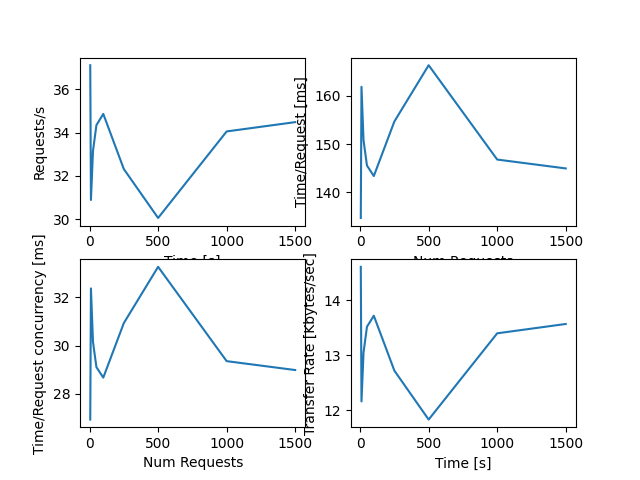 Requests/s
36
34
32
30
0 500 1000 1500
Time [s]
Time/Request [ms]
160
150
140
0 500 1000 1500
Num Requests
Time/Request concurrency [ms]
32
30
28
0 500 1000 1500
Num Requests
Transfer Rate [Kbytes/sec]
14
13
12
0 500 1000 1500
Time [s]